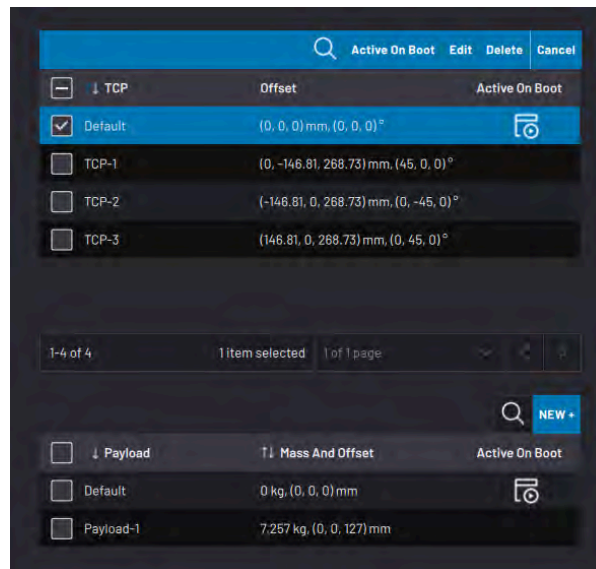 Active On Boot Edit Delete Cancel
↓ TCP Offset Active On Boot
Default (0, 0, 0) mm, (0, 0, 0)°
TCP-1 (0, -146.81, 268.73) mm, (45, 0, 0)°
TCP-2 (-146.81, 0, 268.73) mm, (0, -45, 0)°
TCP-3 (146.81, 0, 268.73) mm, (0, 45, 0)°
1-4 of 4 1 item selected 1 of 1 page
NEW +
↓ Payload ↑↓ Mass And Offset Active On Boot
Default 0 kg, (0, 0, 0) mm
Payload-1 7.257 kg, (0, 0, 127) mm